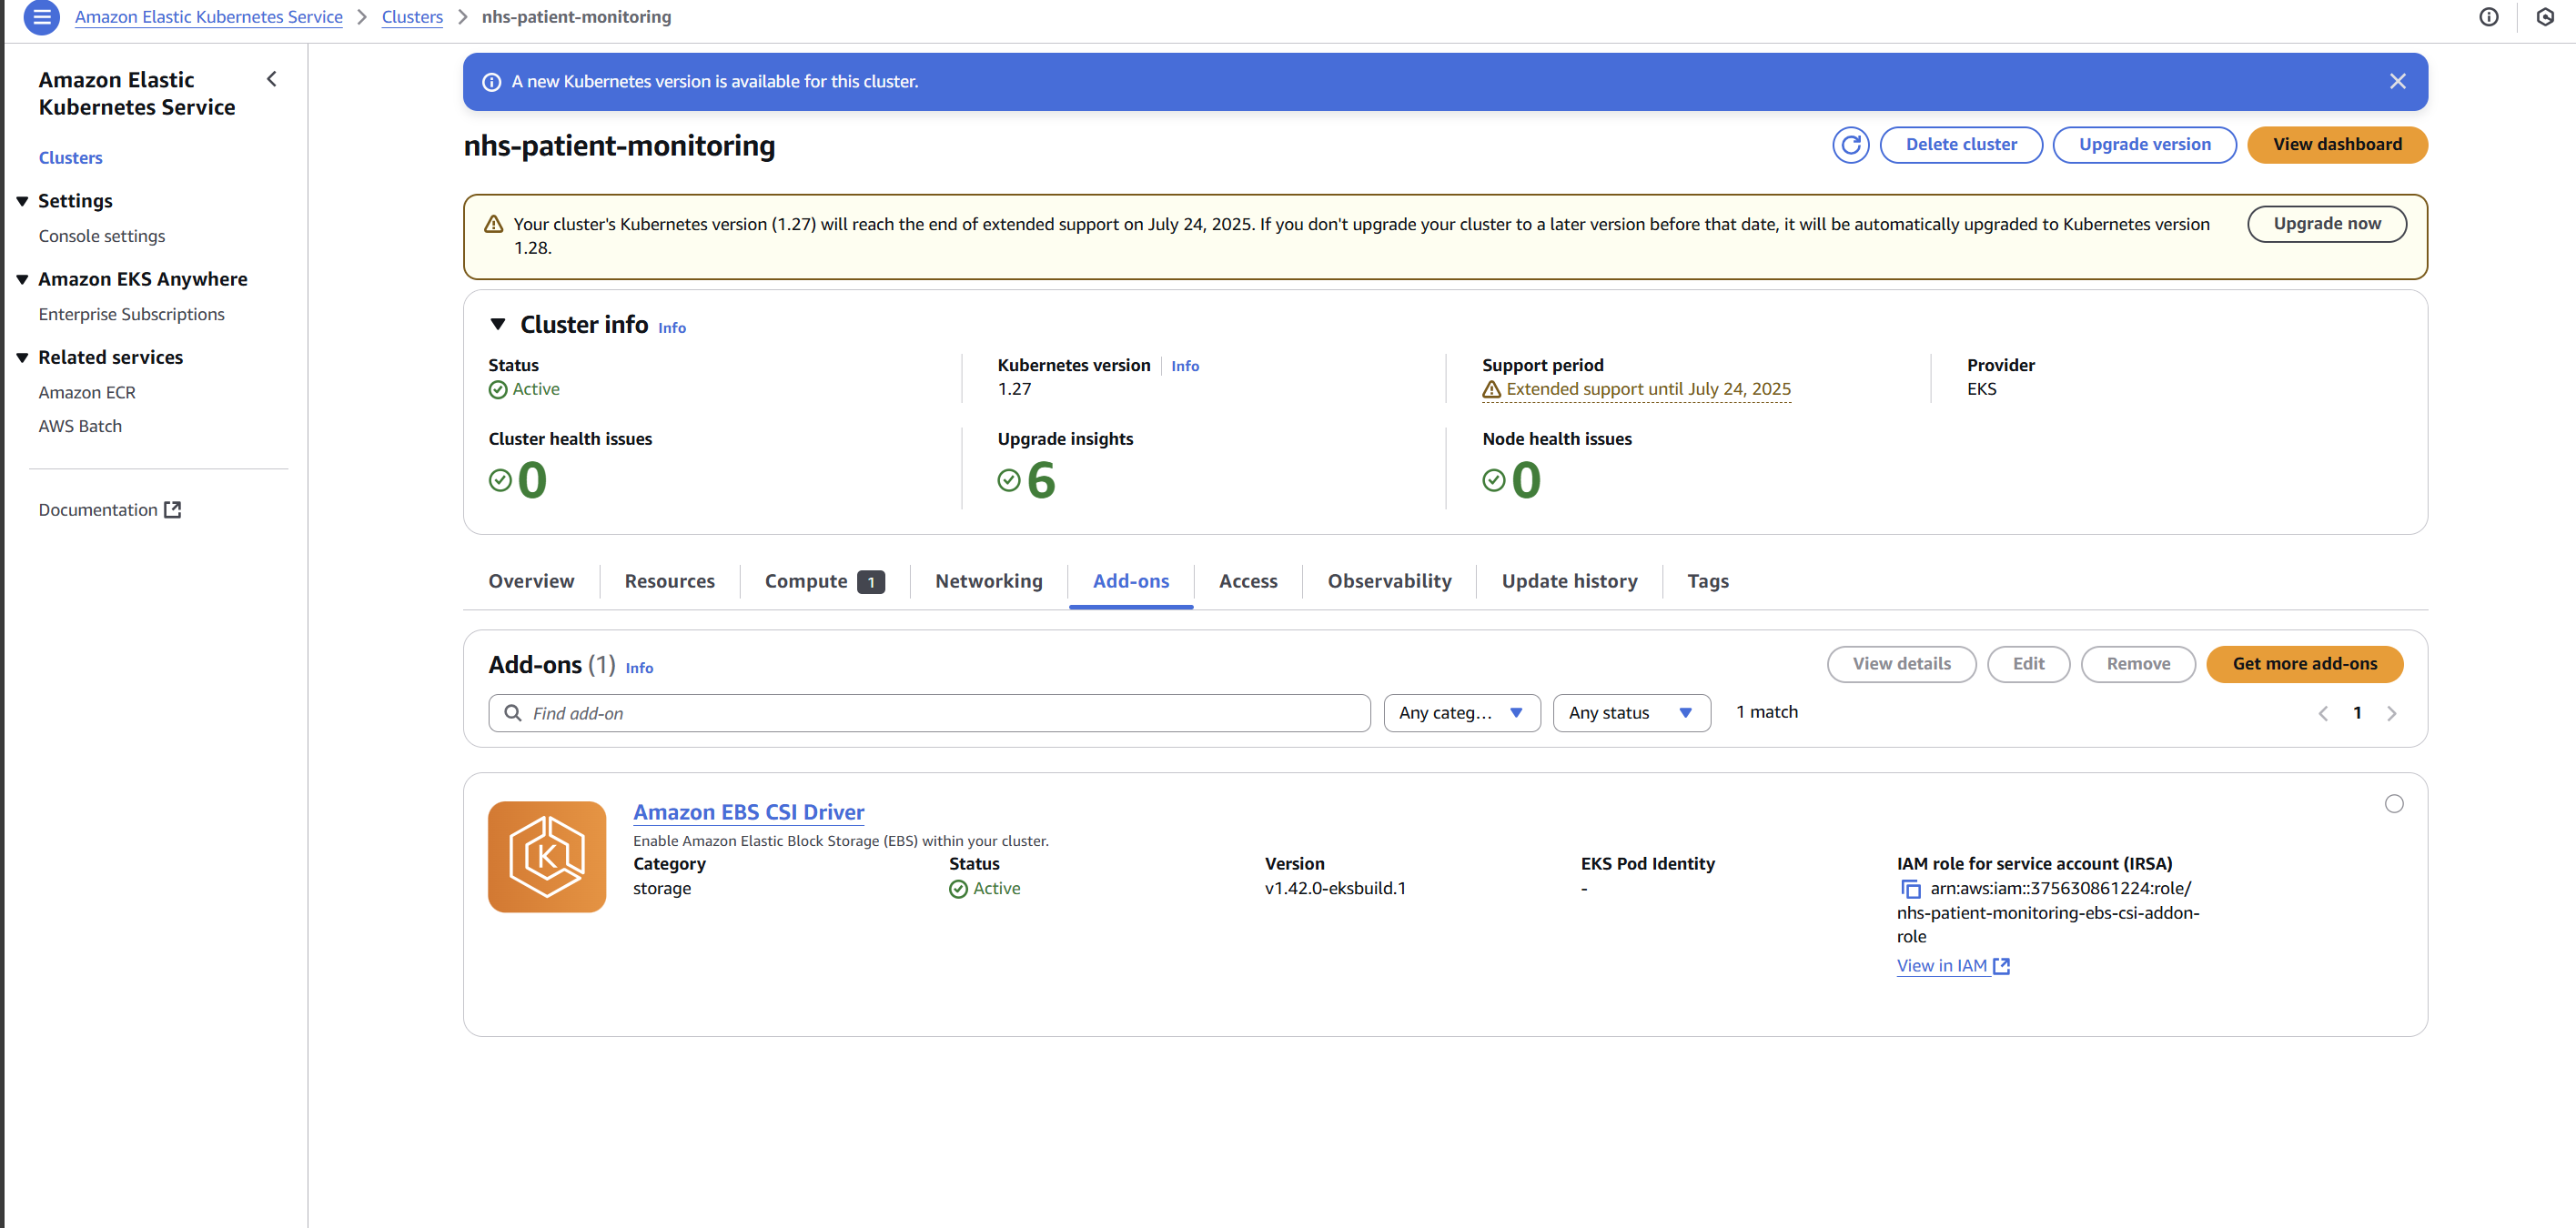 Amazon Elastic Kubernetes Service > Clusters > nhs-patient-monitoring
Amazon Elastic
Kubernetes Service
Clusters
Settings
Console settings
Amazon EKS Anywhere
Enterprise Subscriptions
Related services
Amazon ECR
AWS Batch
Documentation
A new Kubernetes version is available for this cluster.
nhs-patient-monitoring
Delete cluster
Upgrade version
View dashboard
Your cluster's Kubernetes version (1.27) will reach the end of extended support on July 24, 2025. If you don't upgrade your cluster to a later version before that date, it will be automatically upgraded to Kubernetes version
1.28.
Upgrade now
Cluster info Info
Status
Active
Kubernetes version Info
1.27
Support period
Extended support until July 24, 2025
Provider
EKS
Cluster health issues
0
Upgrade insights
6
Node health issues
0
Overview
Resources
Compute 1
Networking
Add-ons
Access
Observability
Update history
Tags
Add-ons (1) Info
View details
Edit
Remove
Get more add-ons
Find add-on
Any categ...
Any status
1 match
1
Amazon EBS CSI Driver
Enable Amazon Elastic Block Storage (EBS) within your cluster.
Category
storage
Status
Active
Version
v1.42.0-eksbuild.1
EKS Pod Identity
-
IAM role for service account (IRSA)
arn:aws:iam::375630861224:role/
nhs-patient-monitoring-ebs-csi-addon-
role
View in IAM
K